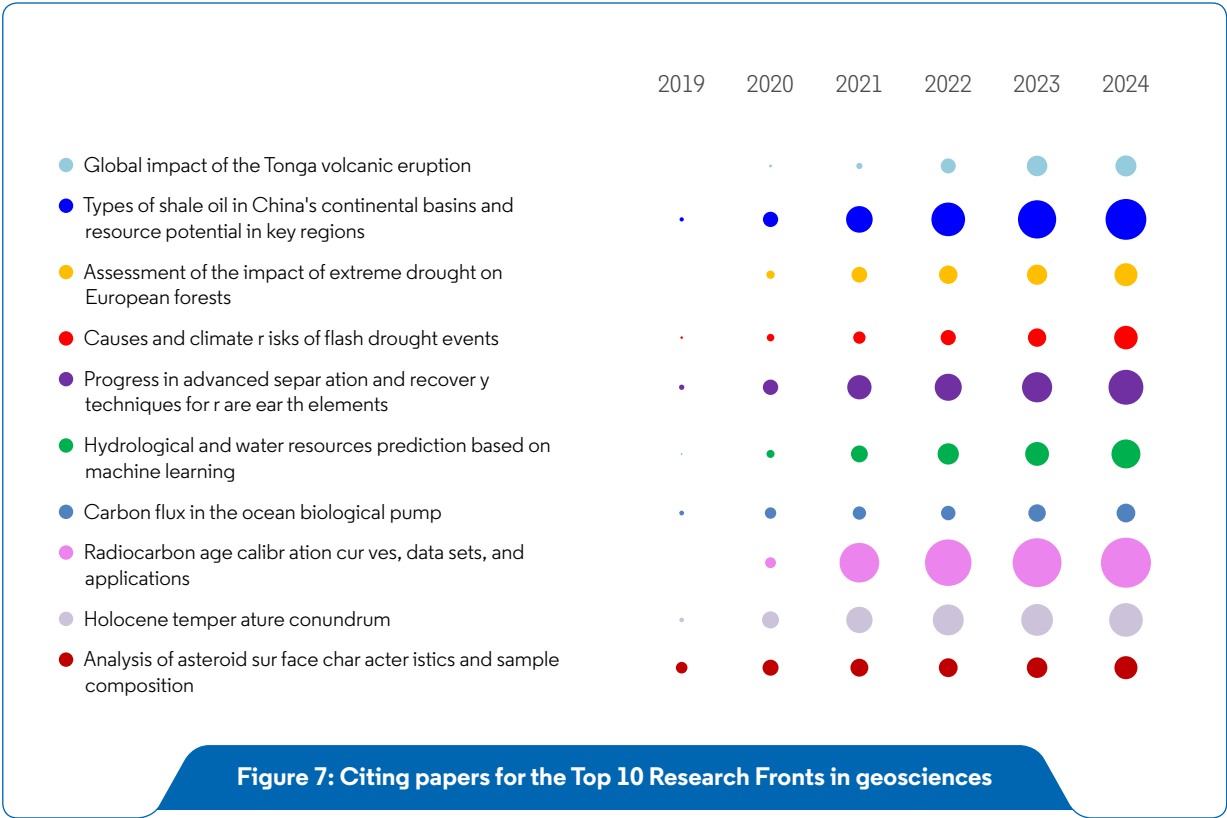 2019 2020 2021 2022 2023 2024
Global impact of the Tonga volcanic eruption
Types of shale oil in China's continental basins and
resource potential in key regions
Assessment of the impact of extreme drought on
European forests
Causes and climate r isks of flash drought events
Progress in advanced separ ation and recover y
techniques for r are ear th elements
Hydrological and water resources prediction based on
machine learning
Carbon flux in the ocean biological pump
Radiocarbon age calibr ation cur ves, data sets, and
applications
Holocene temper ature conundrum
Analysis of asteroid sur face char acter istics and sample
composition
Figure 7: Citing papers for the Top 10 Research Fronts in geosciences